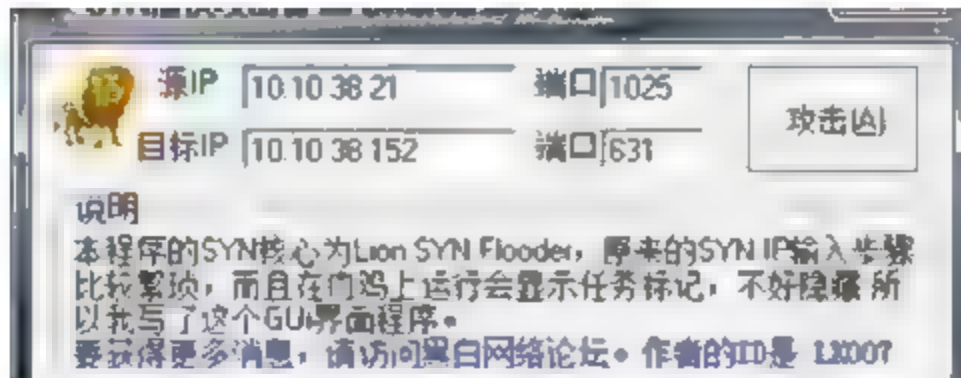 源IP 10.10.38.21 端口 1025
攻击(A)
目标IP 10.10.38.152 端口 631
说明
本程序的SYN核心为Lion SYN Flooder，原来的SYN IP输入步骤
比较繁琐，而且在门鸡上运行会显示任务标记，不好隐藏 所
以我写了这个GUI界面程序。
要获得更多消息，请访问黑白网络论坛。作者的ID是 LX007